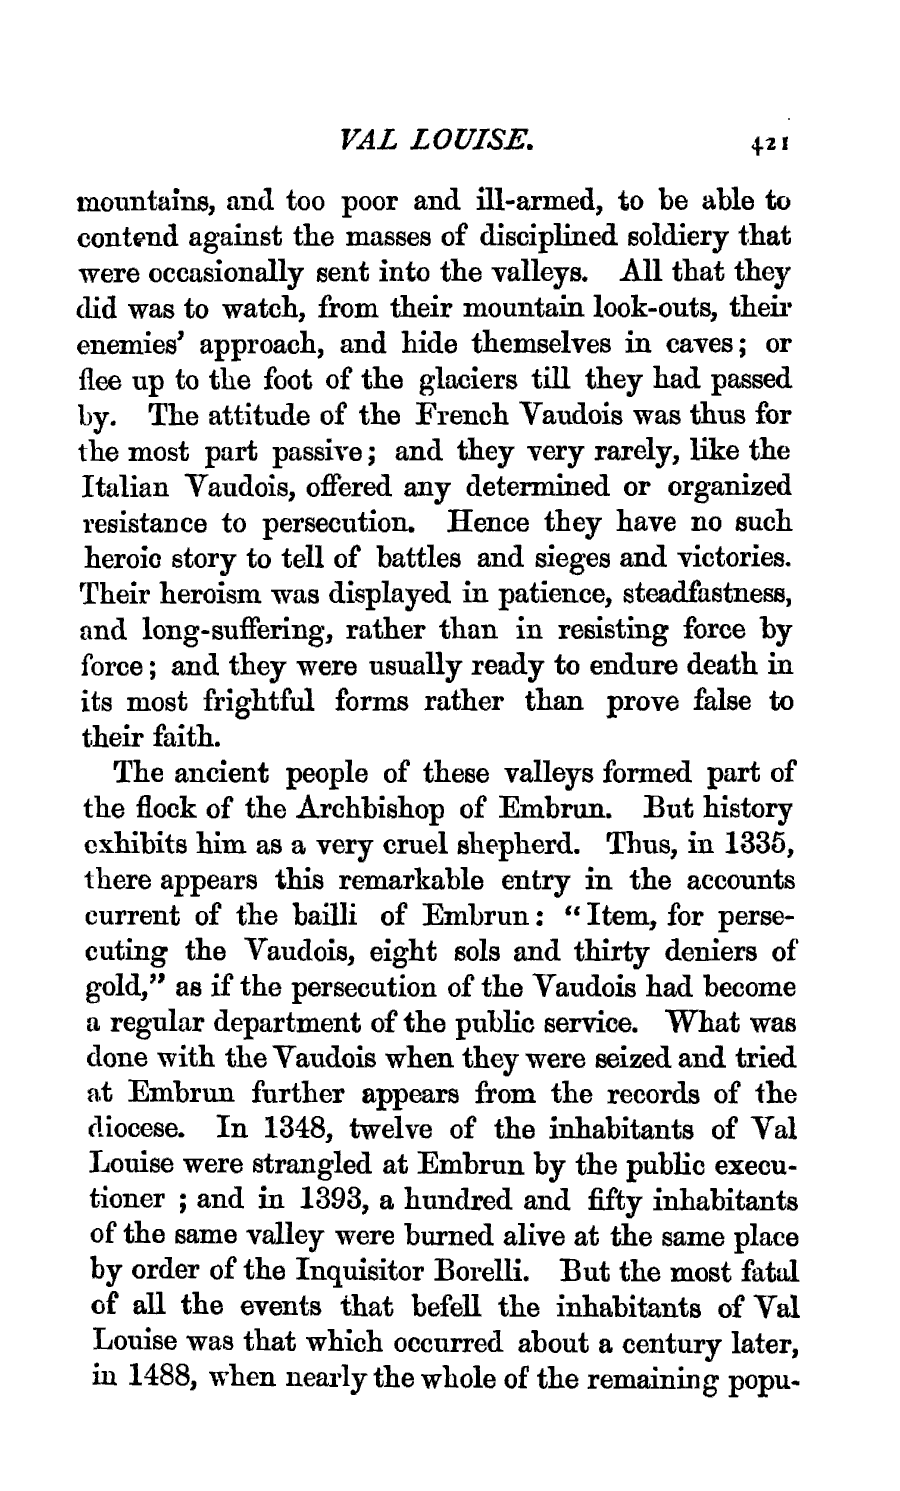 VAL LOUISE. 421
mountains, and too poor and ill-armed, to be able to
contend against the masses of disciplined soldiery that
were occasionally sent into the valleys. All that they
did was to watch, from their mountain look-outs, their
enemies' approach, and hide themselves in caves; or
flee up to the foot of the glaciers till they had passed
by. The attitude of the French Vaudois was thus for
the most part passive; and they very rarely, like the
Italian Vaudois, offered any determined or organized
resistance to persecution. Hence they have no such
heroic story to tell of battles and sieges and victories.
Their heroism was displayed in patience, steadfastness,
and long-suffering, rather than in resisting force by
force; and they were usually ready to endure death in
its most frightful forms rather than prove false to
their faith.
The ancient people of these valleys formed part of
the flock of the Archbishop of Embrun. But history
exhibits him as a very cruel shepherd. Thus, in 1335,
there appears this remarkable entry in the accounts
current of the bailli of Embrun: "Item, for perse-
cuting the Vaudois, eight sols and thirty deniers of
gold," as if the persecution of the Vaudois had become
a regular department of the public service. What was
done with the Vaudois when they were seized and tried
at Embrun further appears from the records of the
diocese. In 1348, twelve of the inhabitants of Val
Louise were strangled at Embrun by the public execu-
tioner ; and in 1393, a hundred and fifty inhabitants
of the same valley were burned alive at the same place
by order of the Inquisitor Borelli. But the most fatal
of all the events that befell the inhabitants of Val
Louise was that which occurred about a century later,
in 1488, when nearly the whole of the remaining popu-